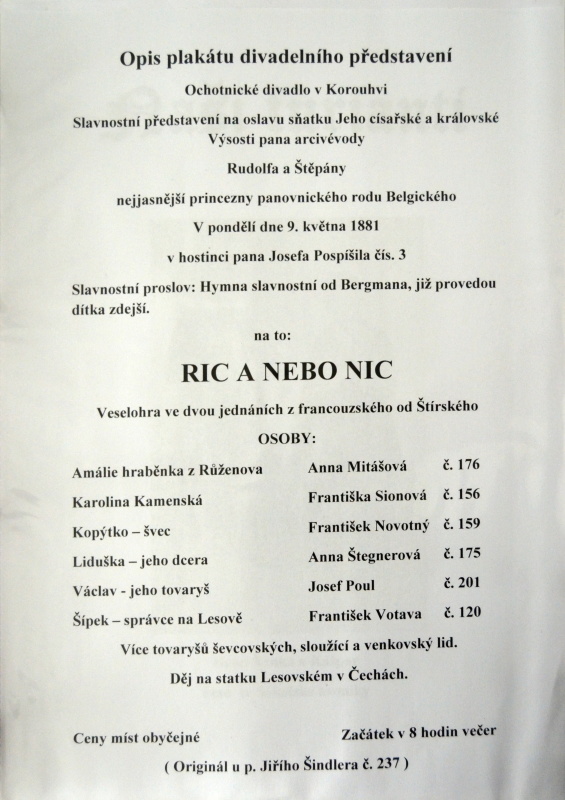 Opis plakátu divadelního představení
Ochotnické divadlo v Korouhvi
Slavnostní představení na oslavu sňatku Jeho císařské a královské
Výsosti pana arcivévody
Rudolfa a Štěpány
nejjasnější princezny panovnického rodu Belgického
V pondělí dne 9. května 1881
v hostinci pana Josefa Pospíšila čís. 3
Slavnostní proslov: Hymna slavnostní od Bergmana, již provedou
dítka zdejší.
na to:
RIC A NEBO NIC
Veselohra ve dvou jednáních z francouzského od Štírského
OSOBY:
Amálie hraběnka z Růženova Anna Mitášová č. 176
Karolina Kamenská Františka Sionová č. 156
Kopýtko – švec František Novotný č. 159
Liduška – jeho dcera Anna Štegnerová č. 175
Václav - jeho tovaryš Josef Poul č. 201
Šípek – správce na Lesově František Votava č. 120
Více tovaryšů ševcovských, sloužící a venkovský lid.
Děj na statku Lesovském v Čechách.
Ceny míst obyčejné Začátek v 8 hodin večer
( Originál u p. Jiřího Šindlera č. 237 )